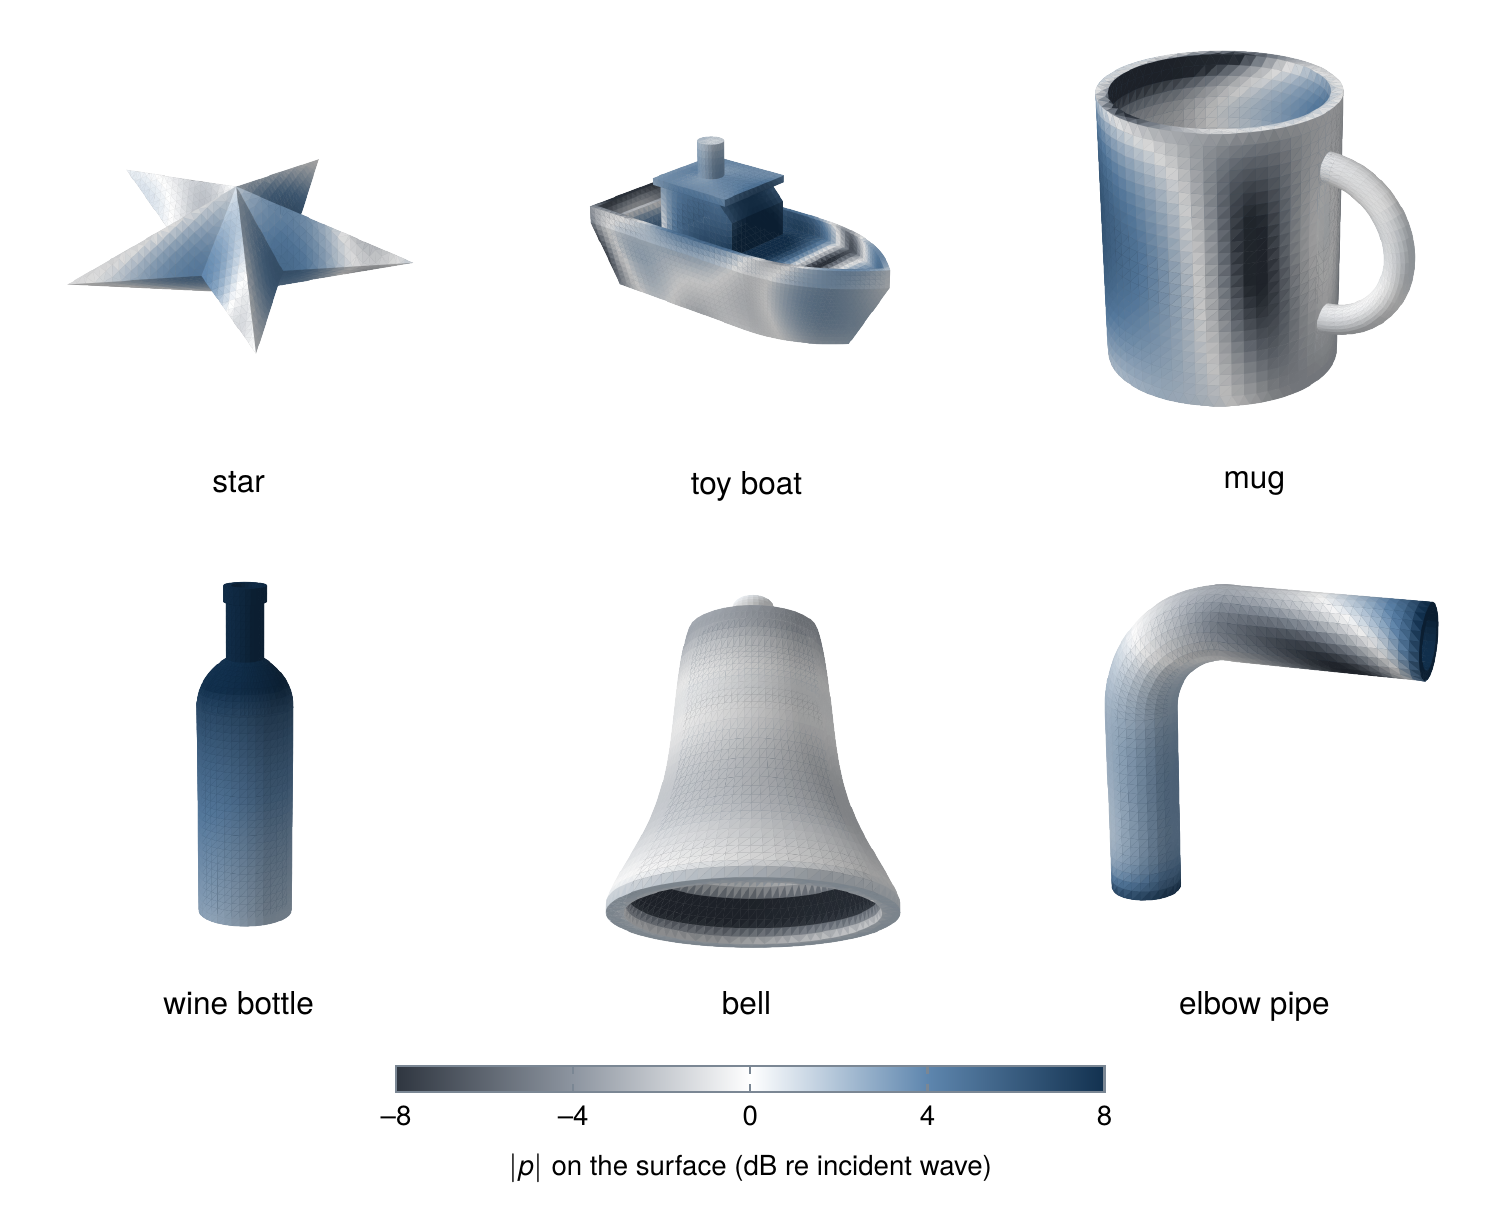 star
toy boat
mug
wine bottle
bell
elbow pipe
–8
–4
0
4
8
|p| on the surface (dB re incident wave)